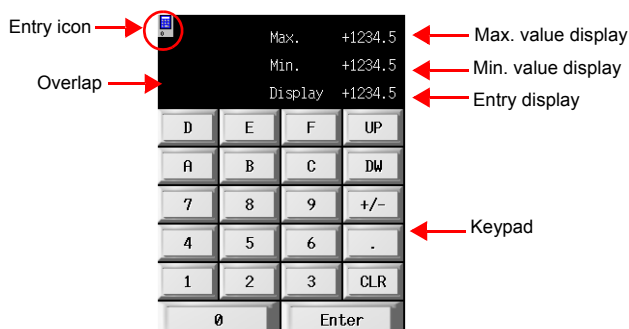 Entry icon
Max. +1234.5
Max. value display
Min. +1234.5
Min. value display
Overlap
Display +1234.5
Entry display
D E F UP
A B C DW
7 8 9 +/-
Keypad
4 5 6 .
1 2 3 CLR
0 Enter